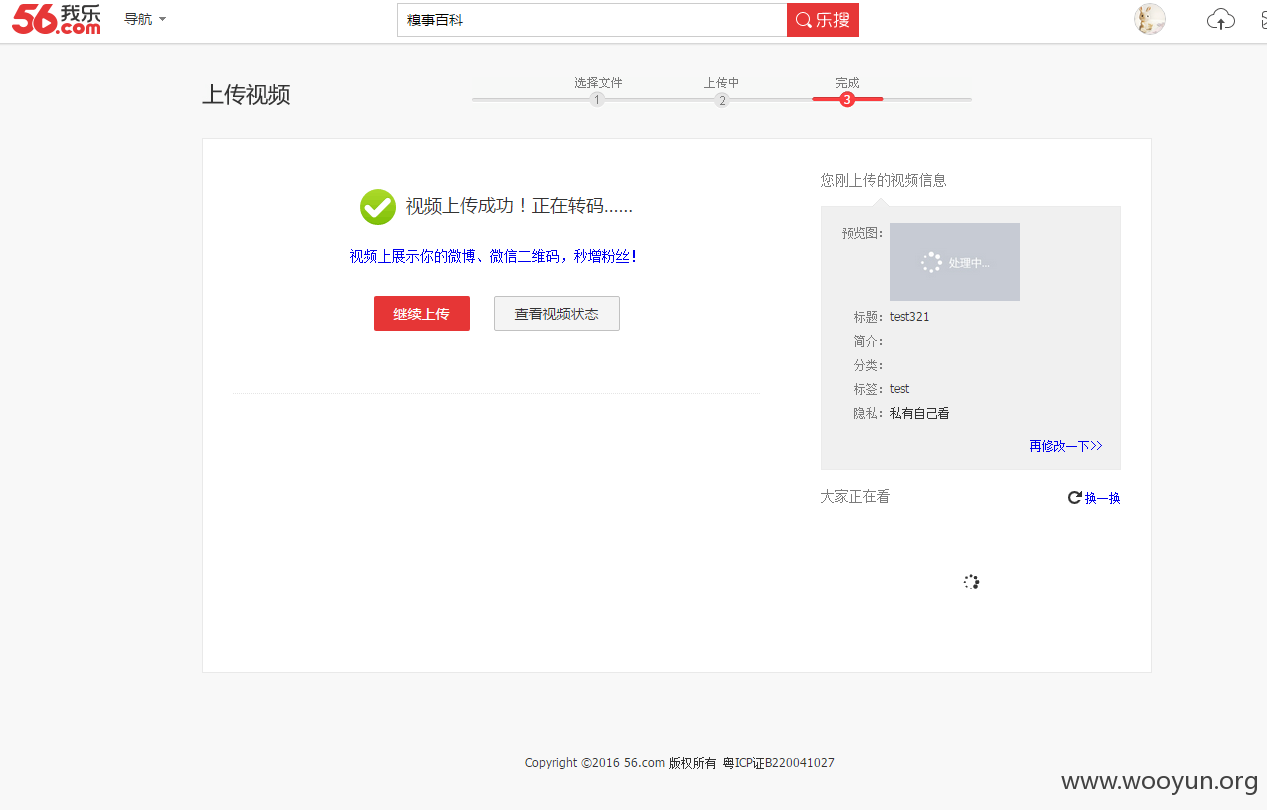 56我乐.com 导航 糗事百科 乐搜
上传视频
选择文件 上传中 完成
1 2 3
视频上传成功！正在转码......
视频上展示你的微博、微信二维码，秒增粉丝！
继续上传 查看视频状态
您刚上传的视频信息
预览图： 处理中...
标题：test321
简介：
分类：
标签：test
隐私：私有自己看
再修改一下>>
大家正在看 换一换
Copyright ©2016 56.com 版权所有 粤ICP证B220041027
www.wooyun.org